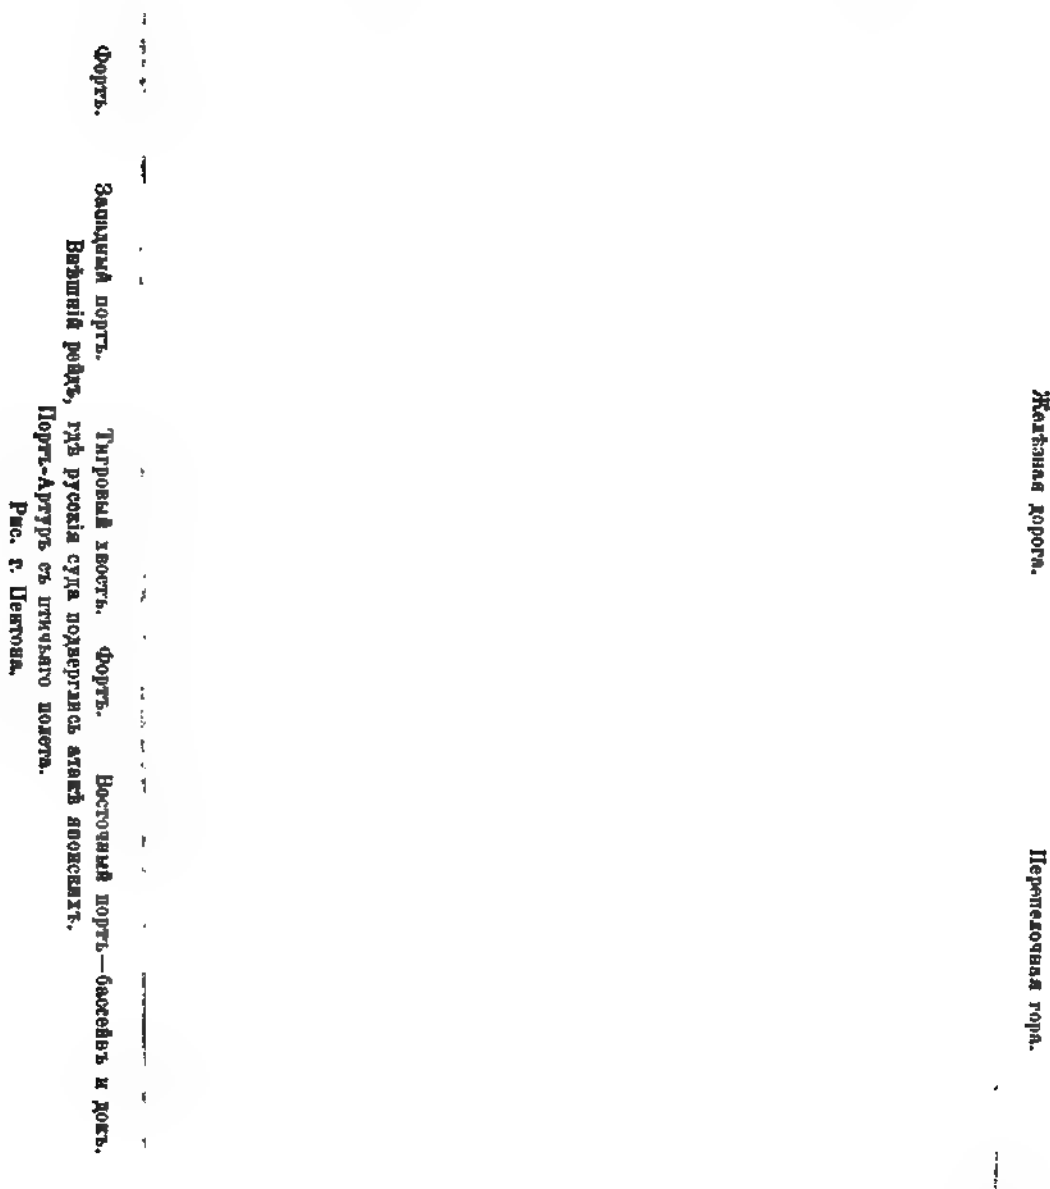 Желѣзная дорога. Перепелочная гора.
Фортъ. Западный портъ. Тигровый хвостъ. Фортъ. Восточный портъ—бассейнъ и докъ.
Внѣшній рейдъ, гдѣ русскія суда подверглись атакѣ японскихъ.
Портъ-Артуръ съ птичьяго полета.
Рис. г. Пентона.